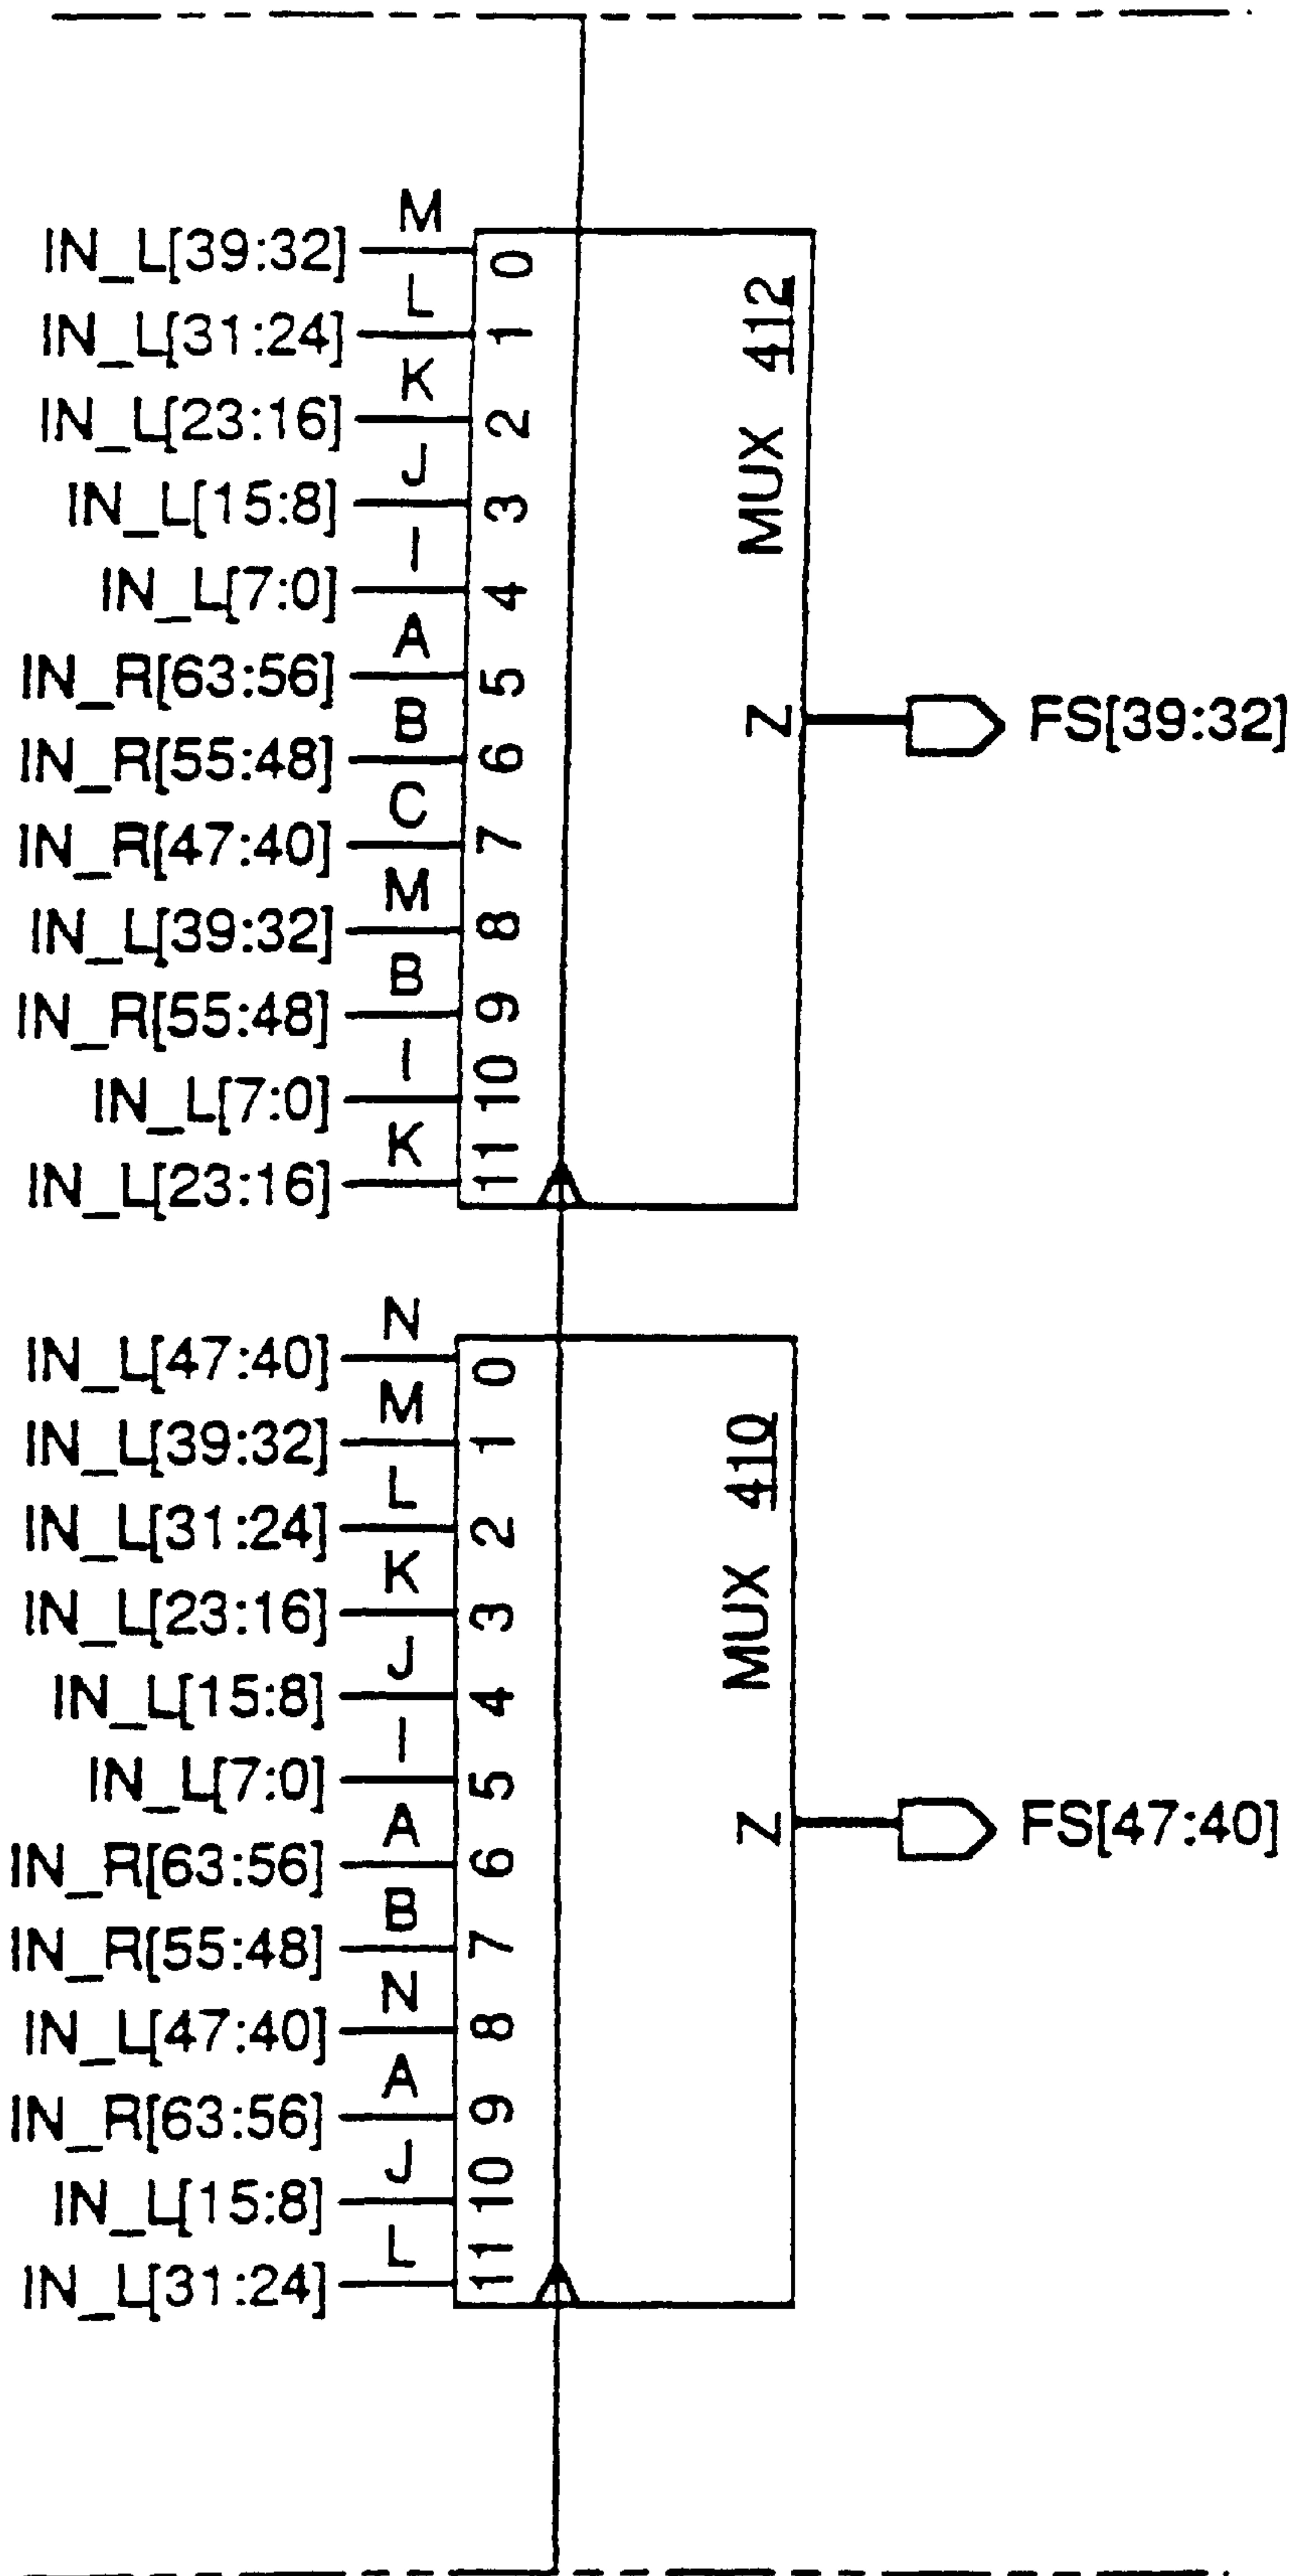 M
IN_L[39:32] 0
L
IN_L[31:24] 1
K
IN_L[23:16] 2
J
IN_L[15:8] 3
I
IN_L[7:0] 4
A
IN_R[63:56] 5
B
IN_R[55:48] 6
C
IN_R[47:40] 7
M
IN_L[39:32] 8
B
IN_R[55:48] 9
I
IN_L[7:0] 10
K
IN_L[23:16] 11
MUX 412
Z
FS[39:32]
N
IN_L[47:40] 0
M
IN_L[39:32] 1
L
IN_L[31:24] 2
K
IN_L[23:16] 3
J
IN_L[15:8] 4
I
IN_L[7:0] 5
A
IN_R[63:56] 6
B
IN_R[55:48] 7
N
IN_L[47:40] 8
A
IN_R[63:56] 9
J
IN_L[15:8] 10
L
IN_L[31:24] 11
MUX 410
Z
FS[47:40]